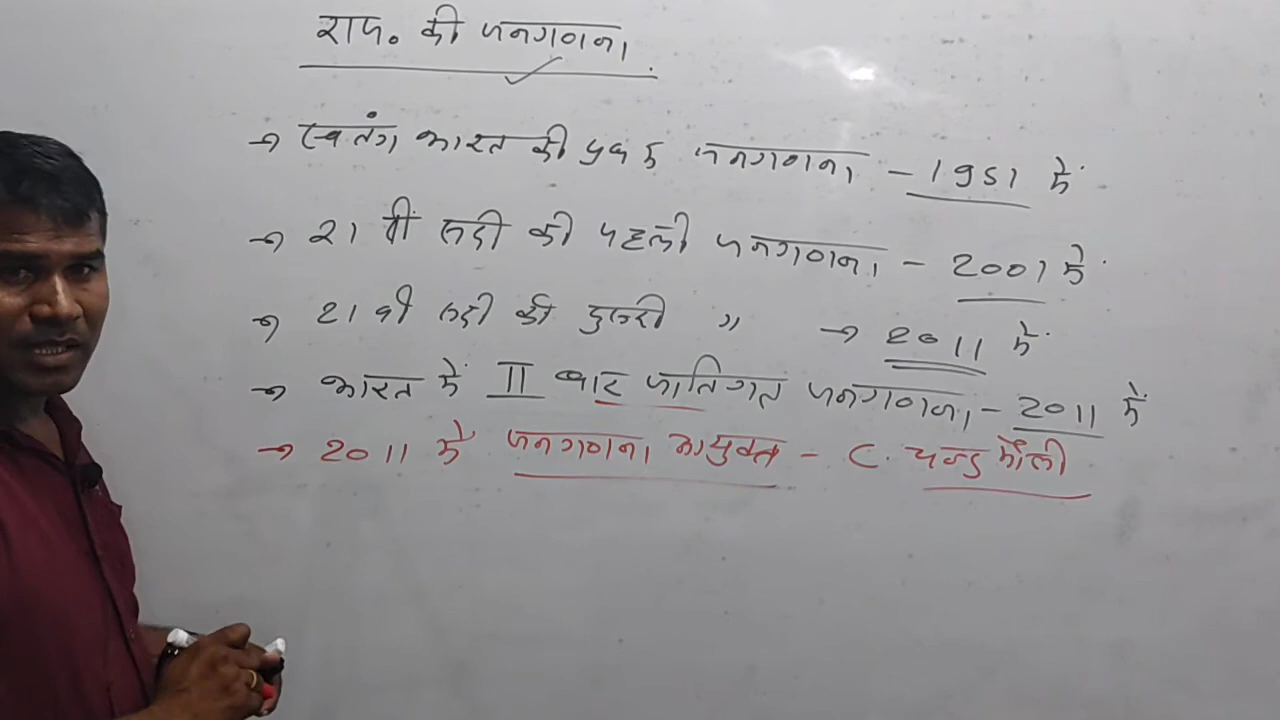 राज. की जनगणना
→ स्वतंत्र भारत की प्रथम जनगणना - 1951 में
→ 21 वी सदी की पहली जनगणना - 2001 में
→ 21 वी सदी की दुसरी 〃 → 2011 में
→ भारत में II बार जातिगत जनगणना - 2011 में
→ 2011 में जनगणना आयुक्त - C. चन्द्र मौली